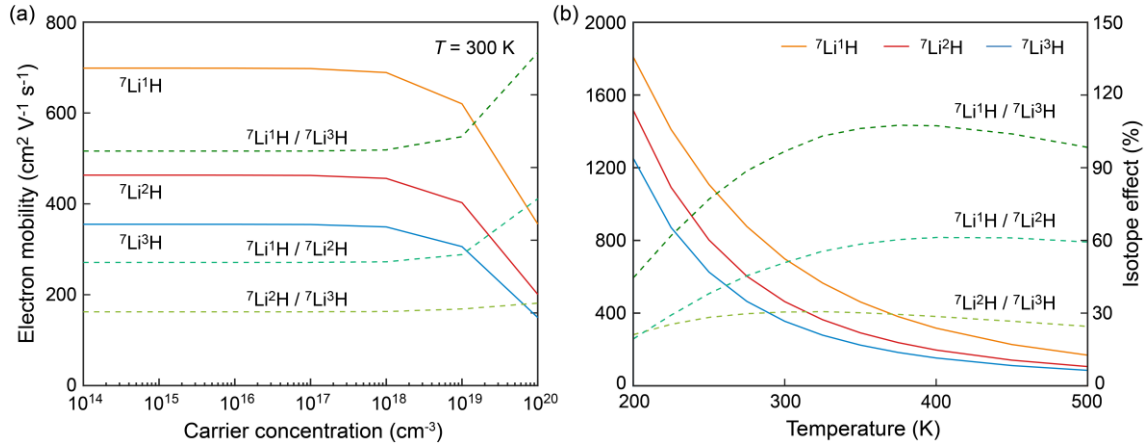 (a)
800
600
400
200
0
Electron mobility (cm² V⁻¹ s⁻¹)
T = 300 K
⁷Li¹H
⁷Li¹H / ⁷Li³H
⁷Li²H
⁷Li³H
⁷Li¹H / ⁷Li²H
⁷Li²H / ⁷Li³H
10¹⁴ 10¹⁵ 10¹⁶ 10¹⁷ 10¹⁸ 10¹⁹ 10²⁰
Carrier concentration (cm⁻³)
(b)
2000
1600
1200
800
400
0
⁷Li¹H ⁷Li²H ⁷Li³H
⁷Li¹H / ⁷Li³H
⁷Li¹H / ⁷Li²H
⁷Li²H / ⁷Li³H
150
120
90
60
30
0
Isotope effect (%)
200 300 400 500
Temperature (K)